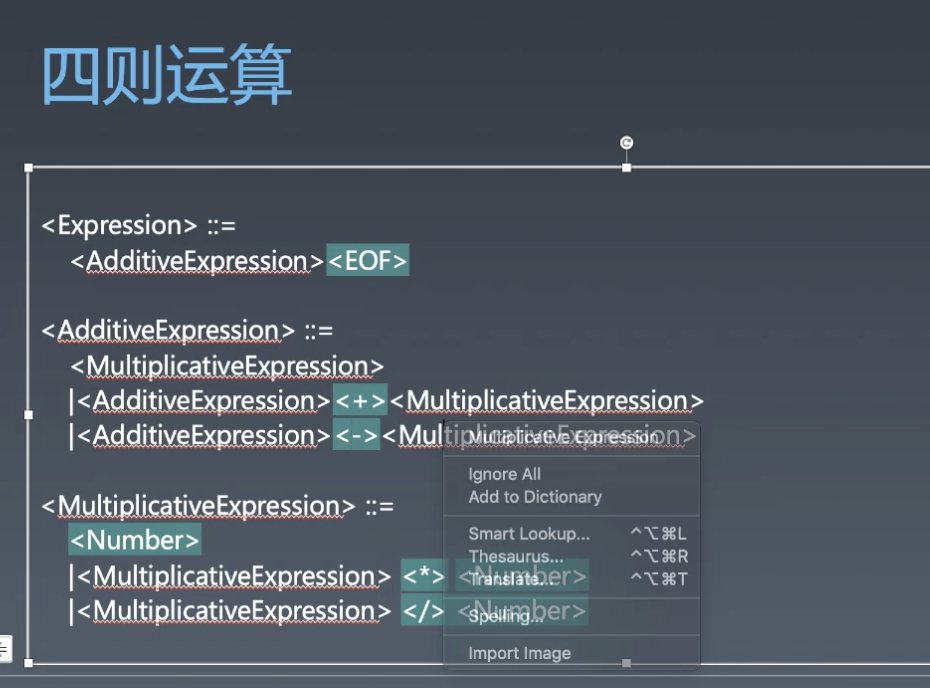 四则运算
<Expression> ::=
<AdditiveExpression><EOF>
<AdditiveExpression> ::=
<MultiplicativeExpression>
|<AdditiveExpression><+><MultiplicativeExpression>
|<AdditiveExpression><-><MultiplicativeExpression>
Multiplicative Expression
Ignore All
Add to Dictionary
<MultiplicativeExpression> ::=
<Number>
Smart Lookup... ^⌥⌘L
Thesaurus... ^⌥⌘R
|<MultiplicativeExpression> <*> <Number>
Translate... ^⌥⌘T
|<MultiplicativeExpression> </> <Number>
Spelling...
Import Image